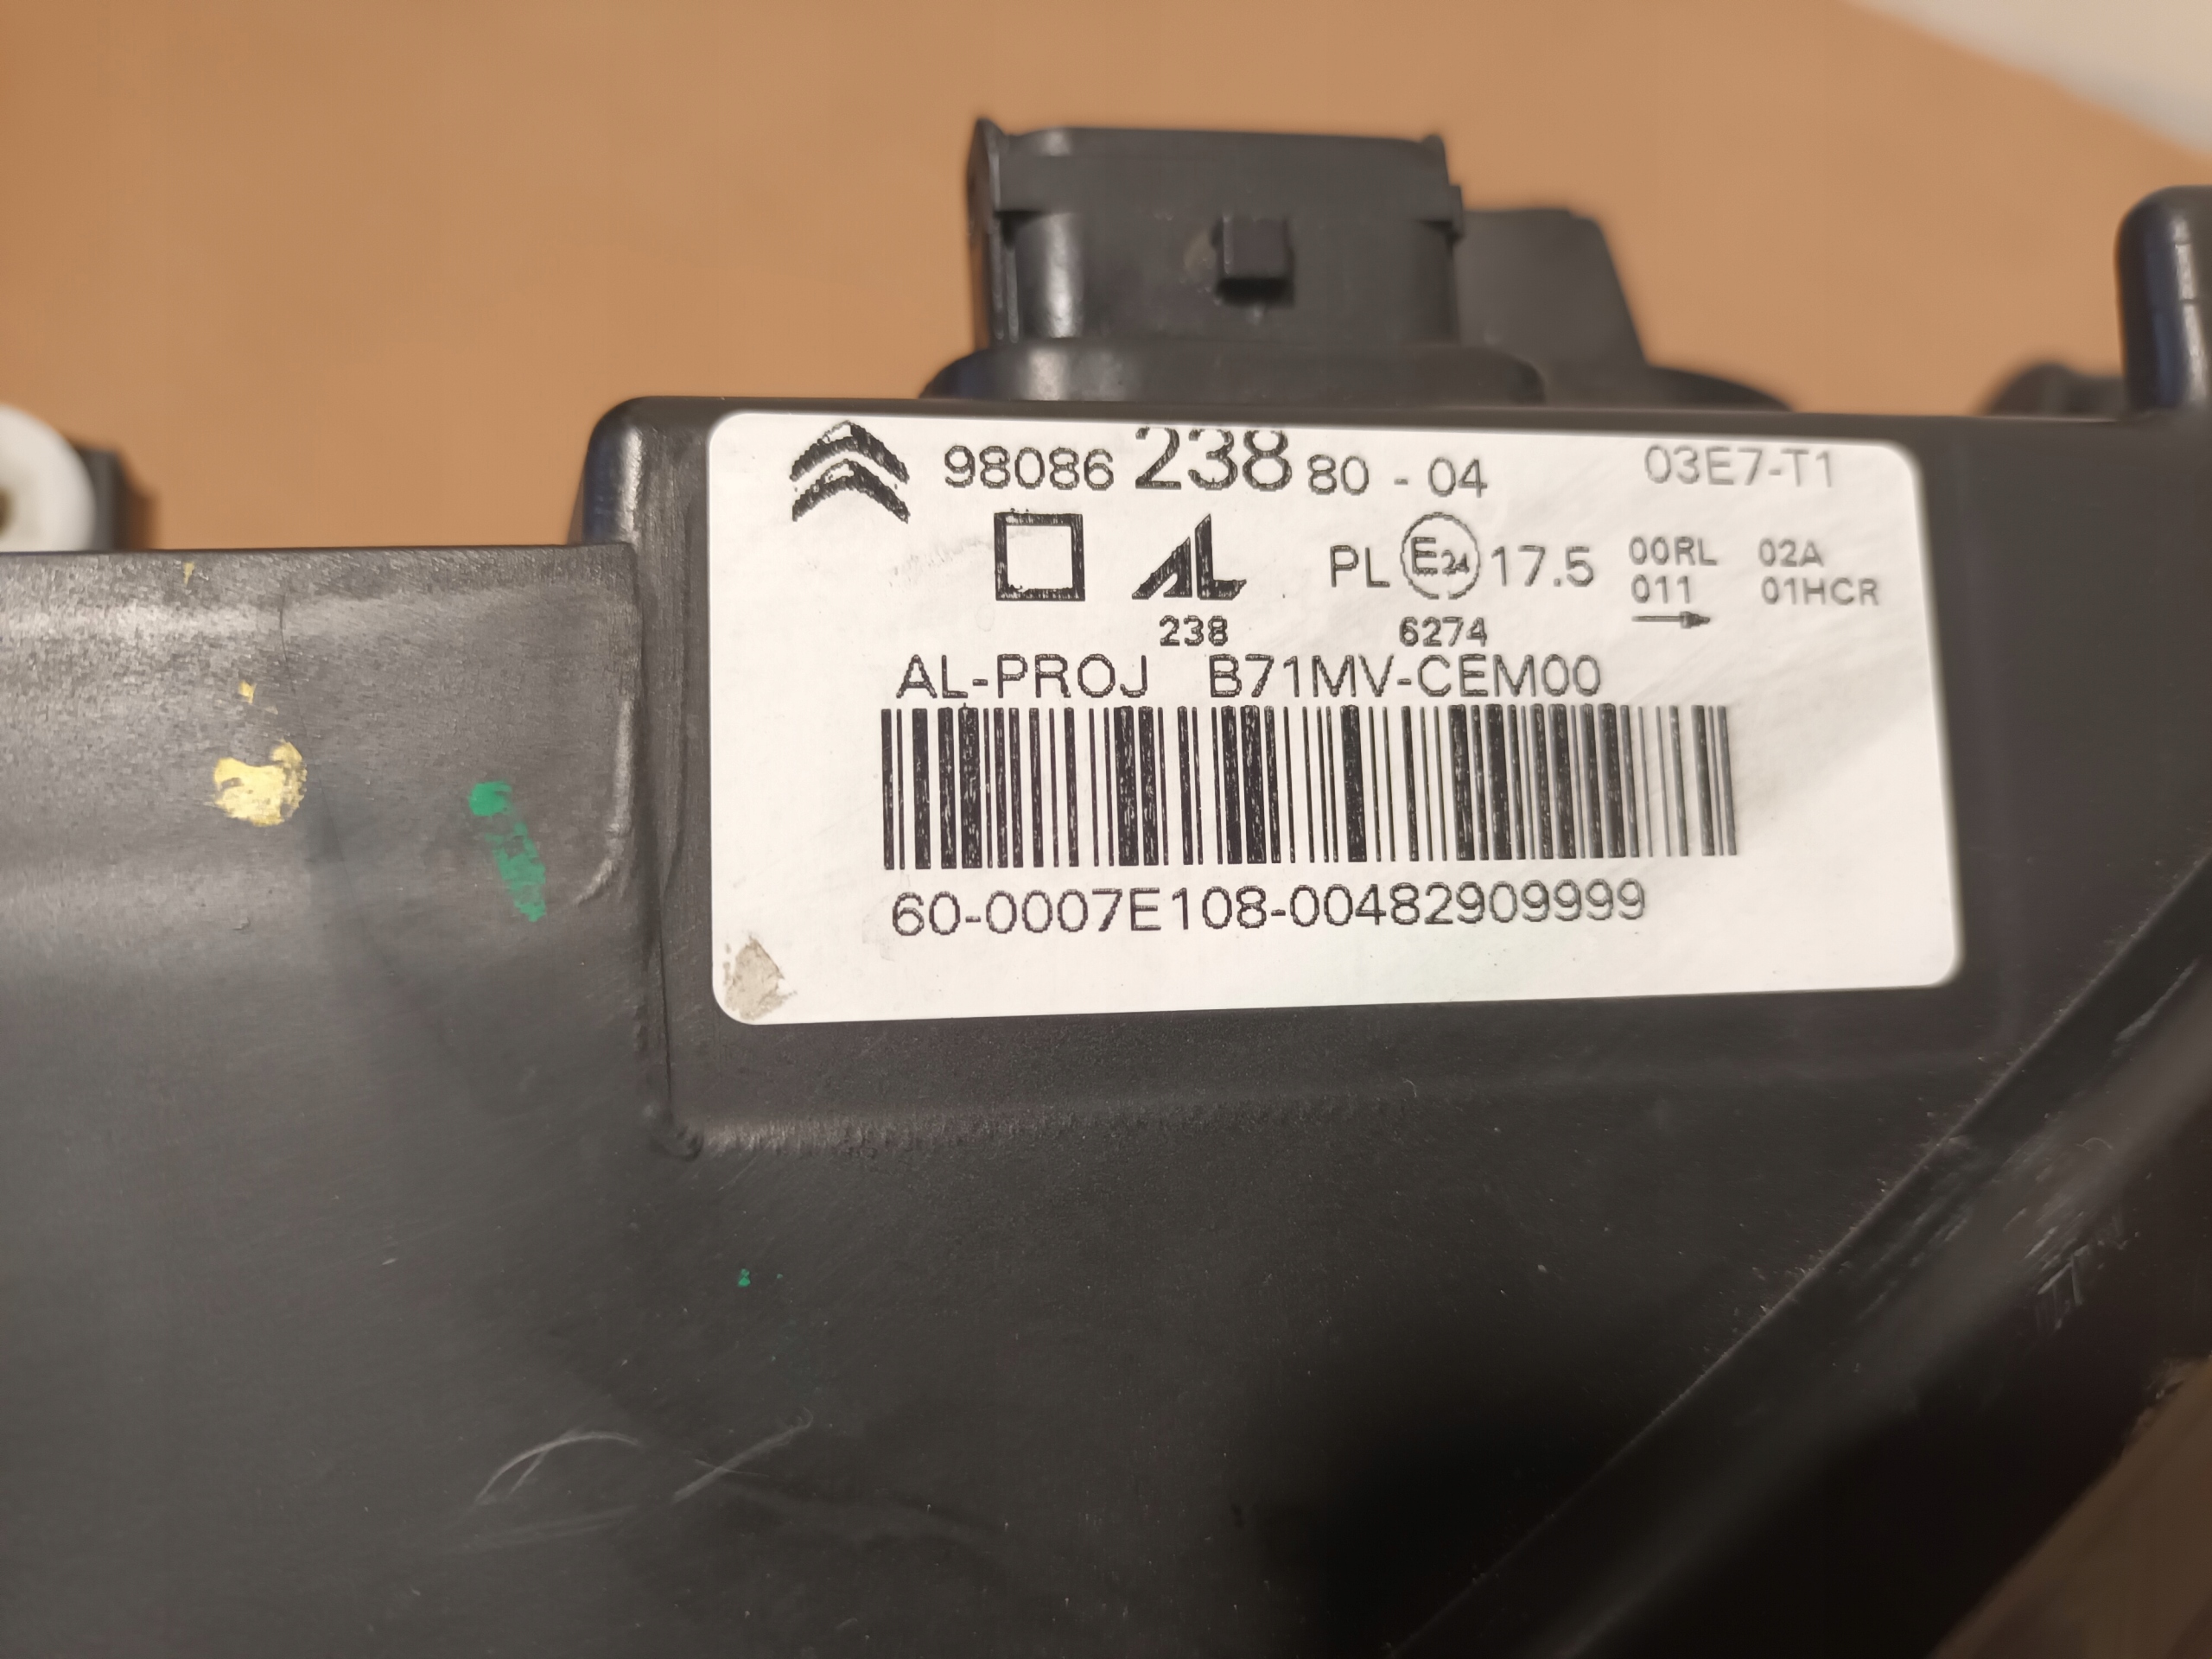 98086 238 80 - 04 03E7-T1
AL PL E24 17.5 00RL 02A
011 01HCR
238 6274
AL-PROJ B71MV-CEM00
60-0007E108-00482909999